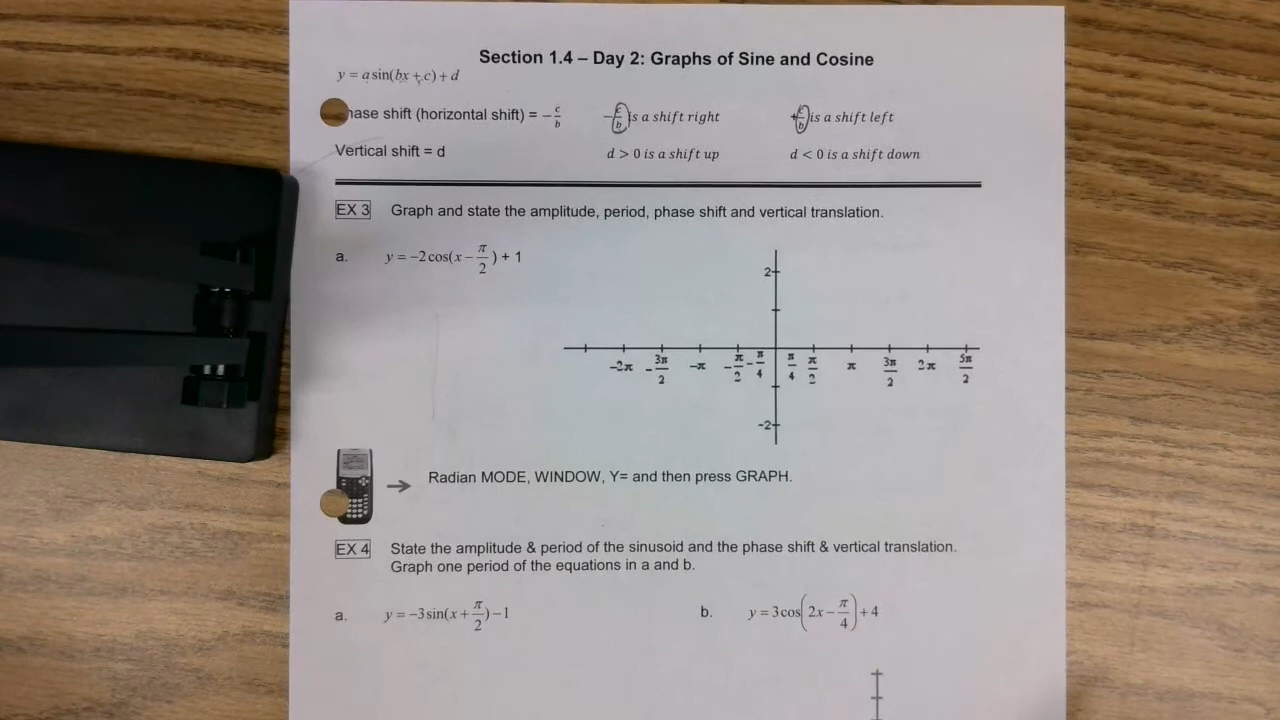 Section 1.4 – Day 2: Graphs of Sine and Cosine
y = a sin(bx + c) + d
hase shift (horizontal shift) = −c/b
−c/b is a shift right
+c/b is a shift left
Vertical shift = d
d > 0 is a shift up
d < 0 is a shift down
EX 3 Graph and state the amplitude, period, phase shift and vertical translation.
a. y = −2cos(x − π/2) + 1
2
−2π −3π/2 −π −π/2 −π/4 π/4 π/2 π 3π/2 2π 5π/2
−2
Radian MODE, WINDOW, Y= and then press GRAPH.
EX 4 State the amplitude & period of the sinusoid and the phase shift & vertical translation.
Graph one period of the equations in a and b.
a. y = −3sin(x + π/2) − 1
b. y = 3cos(2x − π/4) + 4